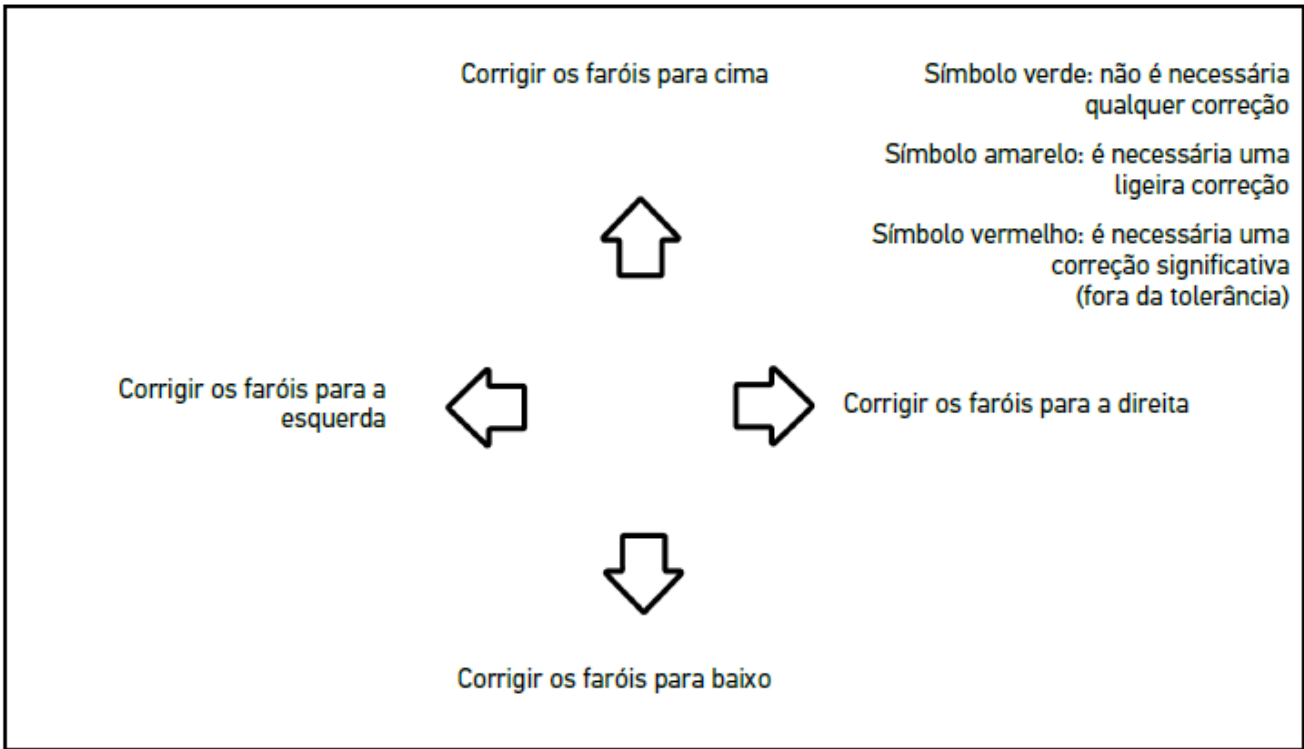 Corrigir os faróis para cima
Símbolo verde: não é necessária
qualquer correção
Símbolo amarelo: é necessária uma
ligeira correção
Símbolo vermelho: é necessária uma
correção significativa
(fora da tolerância)
Corrigir os faróis para a
esquerda
Corrigir os faróis para a direita
Corrigir os faróis para baixo